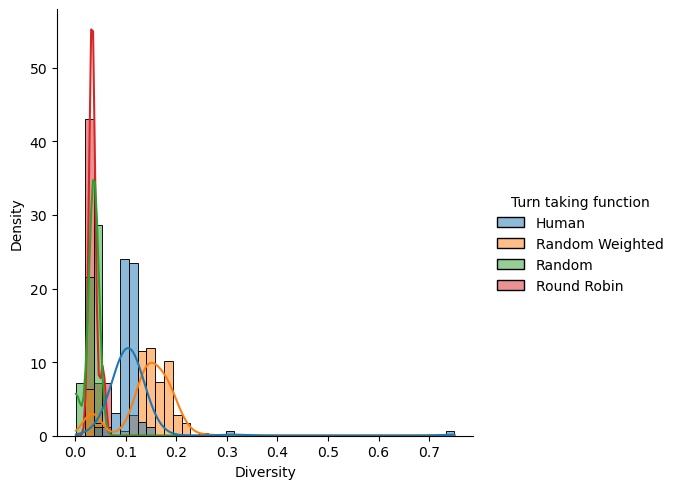 50
40
30
20
10
0
Density
0.0 0.1 0.2 0.3 0.4 0.5 0.6 0.7
Diversity
Turn taking function
Human
Random Weighted
Random
Round Robin